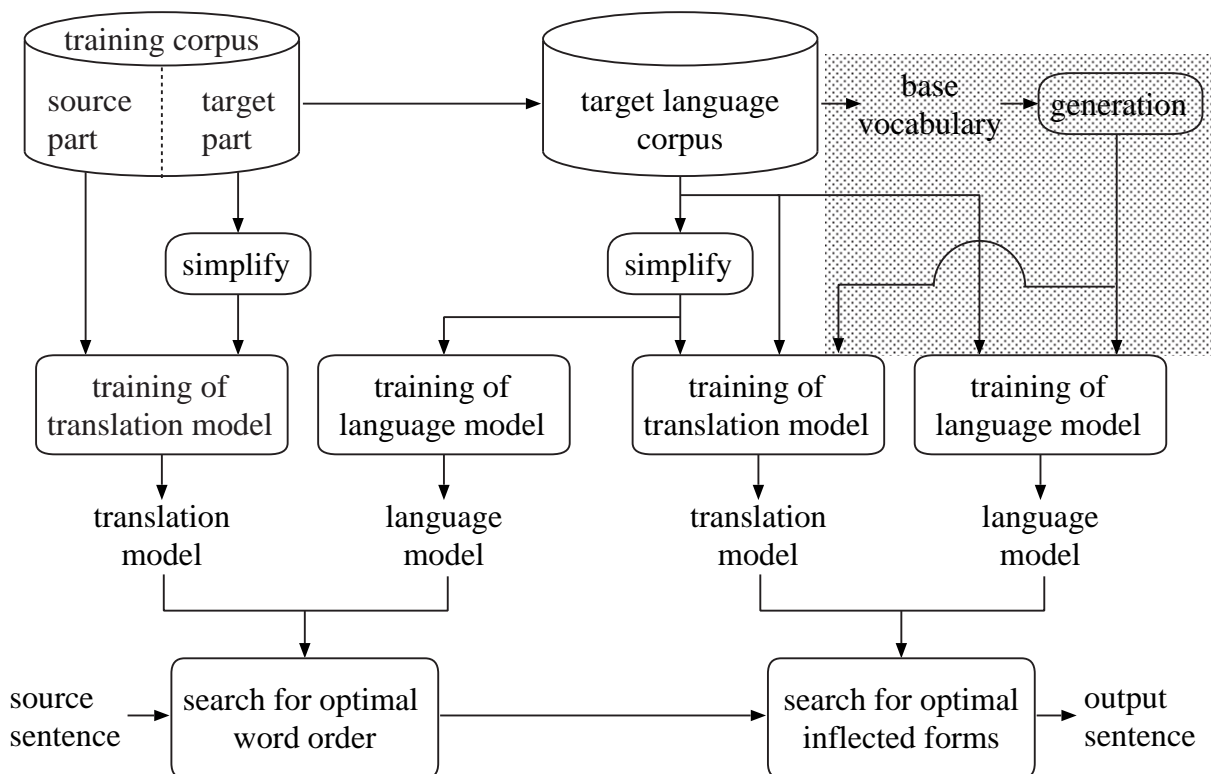 training corpus
source
part
target
part
target language
corpus
base
vocabulary
generation
simplify
simplify
training of
translation model
training of
language model
training of
translation model
training of
language model
translation
model
language
model
translation
model
language
model
source
sentence
search for optimal
word order
search for optimal
inflected forms
output
sentence